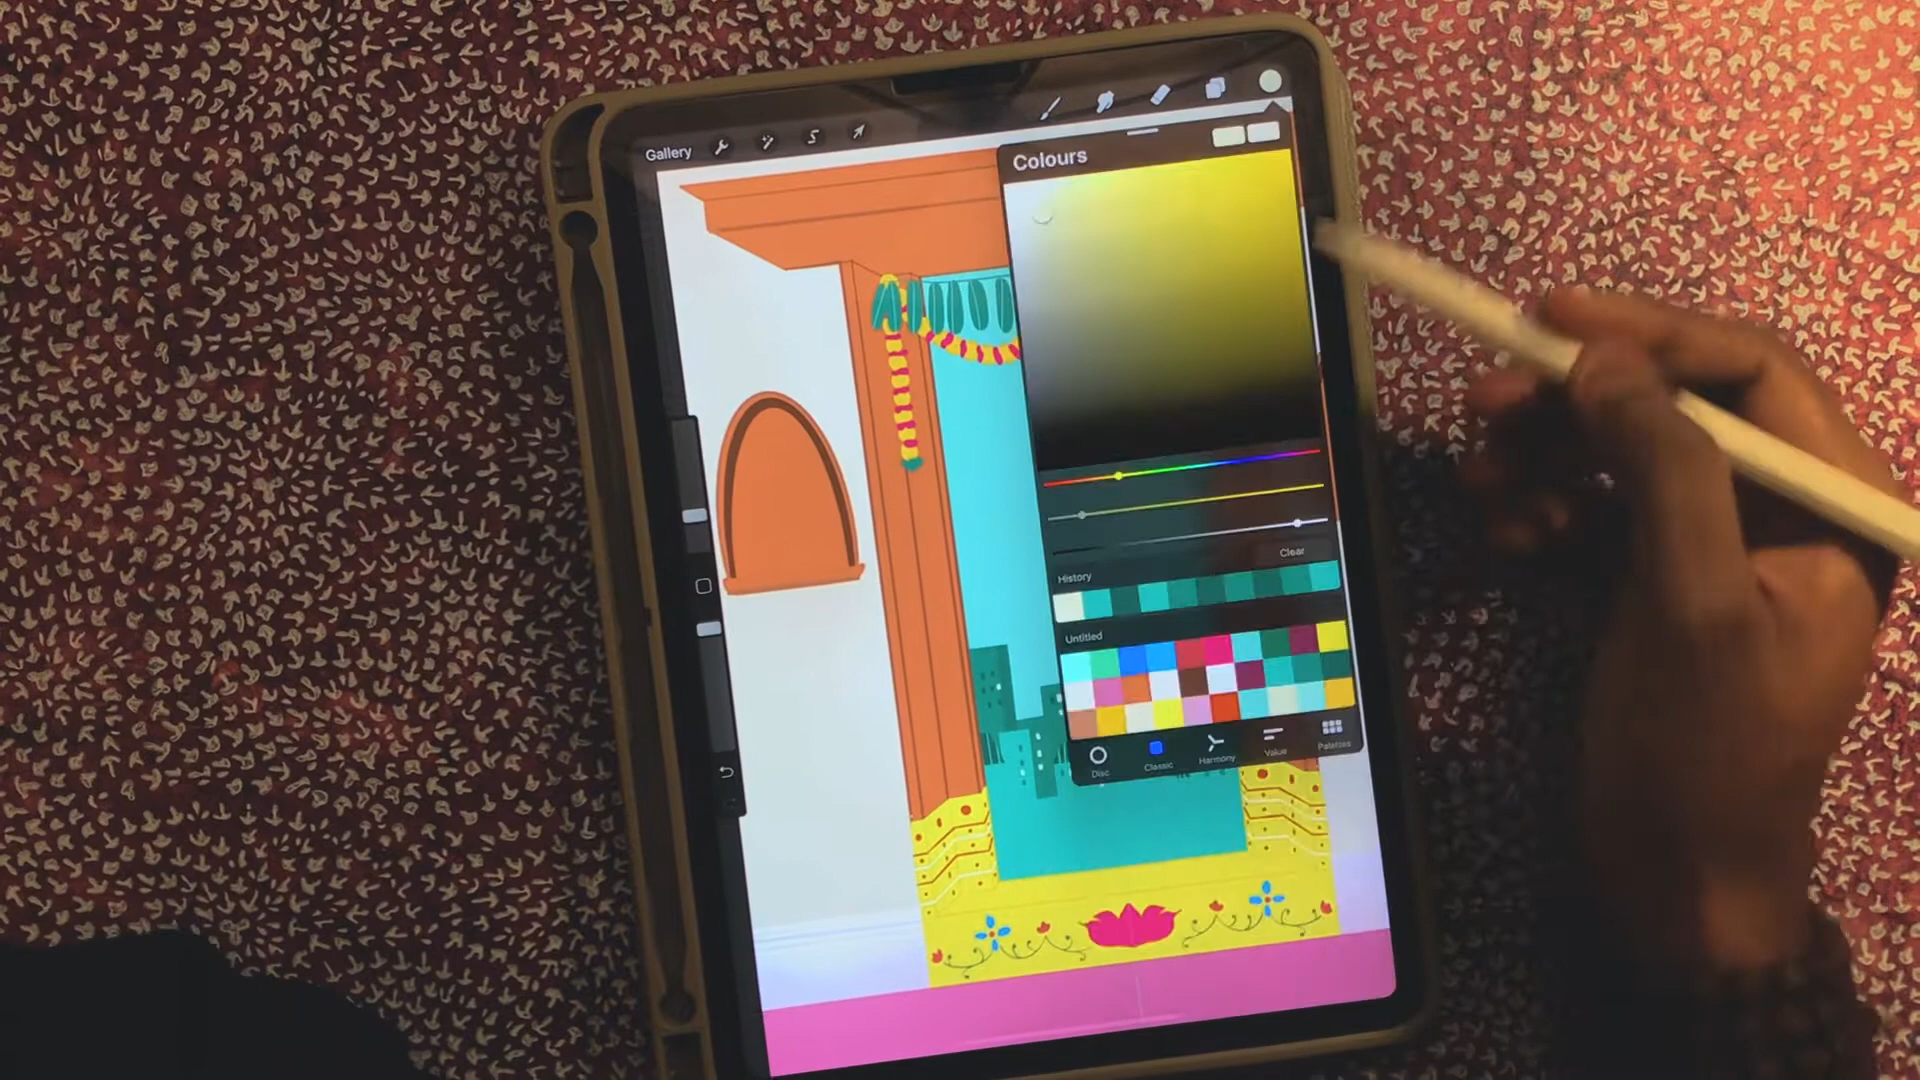 Gallery
Colours
Clear
History
Untitled
Disc
Classic
Harmony
Value
Palettes